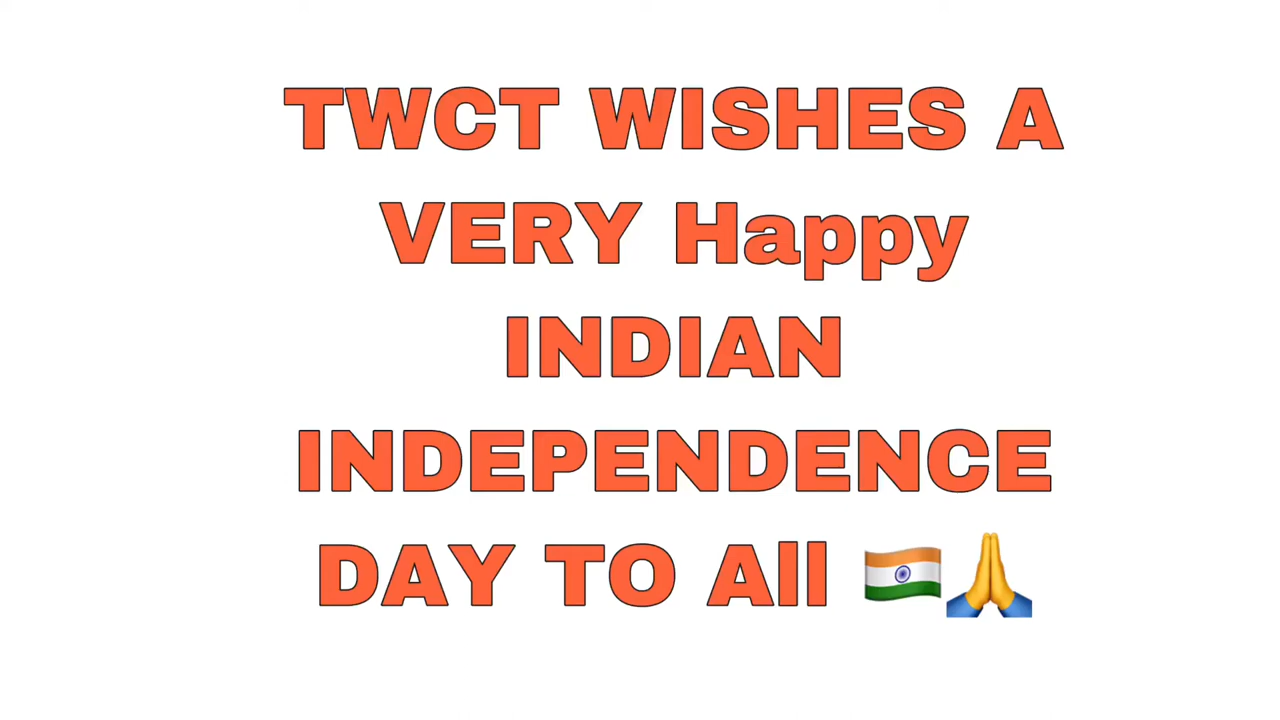 TWCT WISHES A
VERY Happy
INDIAN
INDEPENDENCE
DAY TO All 🇮🇳🙏